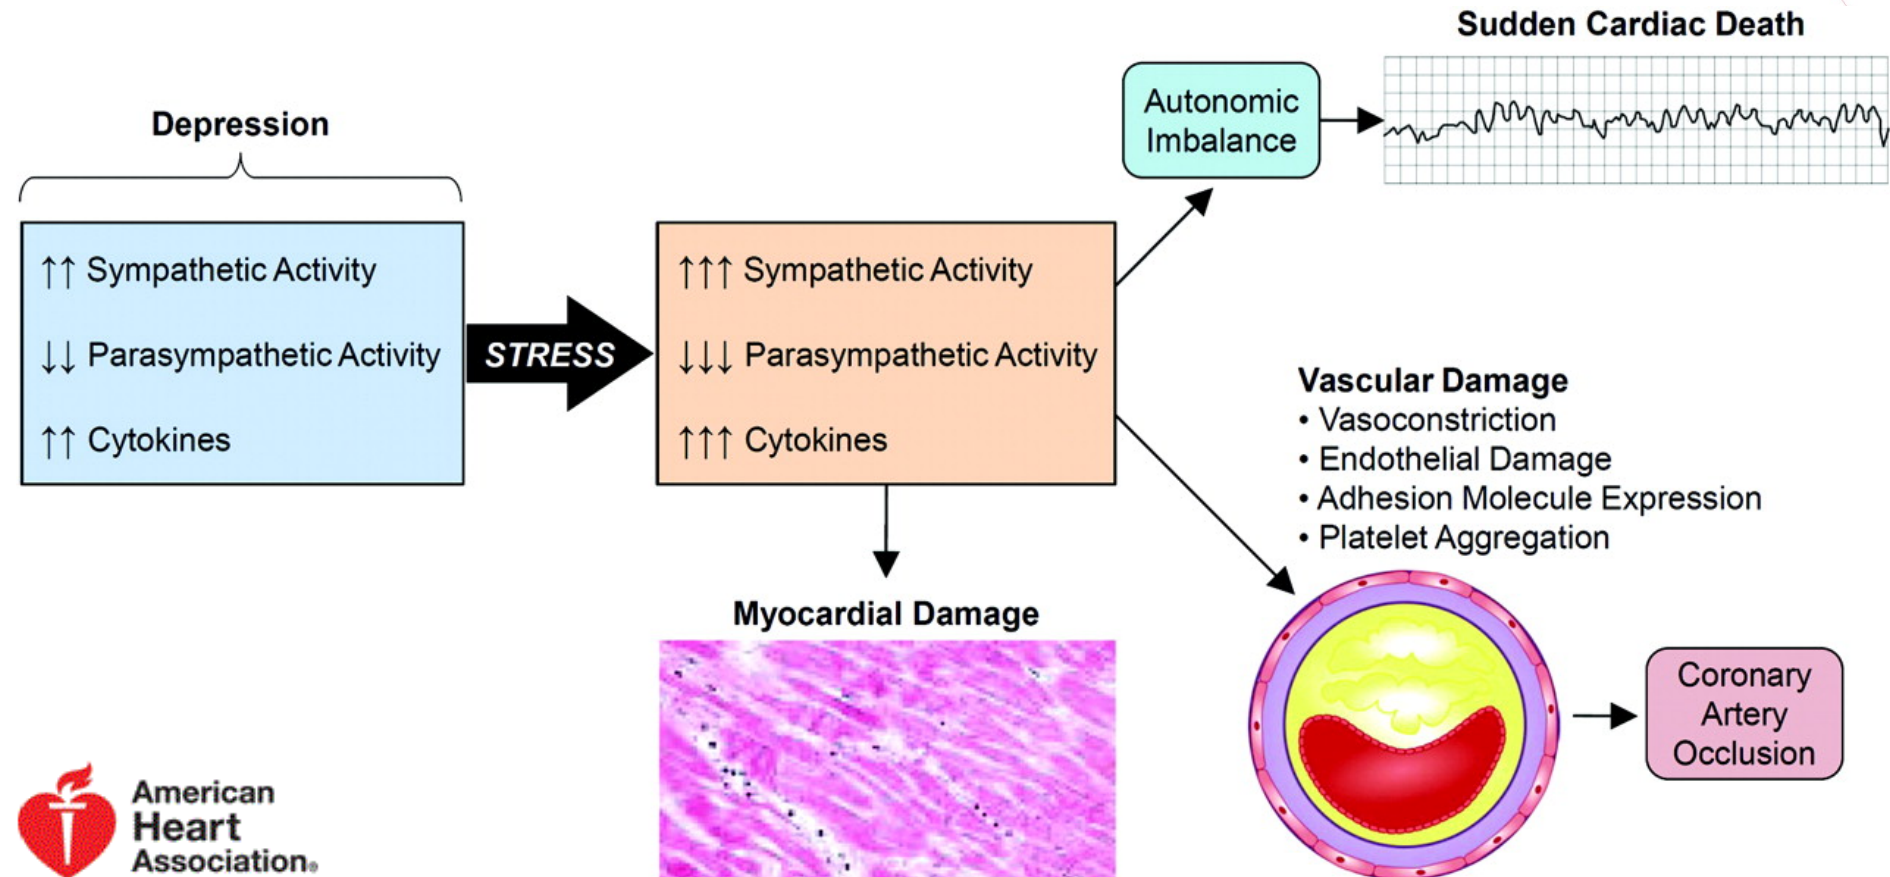 Sudden Cardiac Death
Autonomic
Imbalance
Depression
↑↑ Sympathetic Activity
↓↓ Parasympathetic Activity
↑↑ Cytokines
STRESS
↑↑↑ Sympathetic Activity
↓↓↓ Parasympathetic Activity
↑↑↑ Cytokines
Vascular Damage
• Vasoconstriction
• Endothelial Damage
• Adhesion Molecule Expression
• Platelet Aggregation
Myocardial Damage
Coronary
Artery
Occlusion
American
Heart
Association®